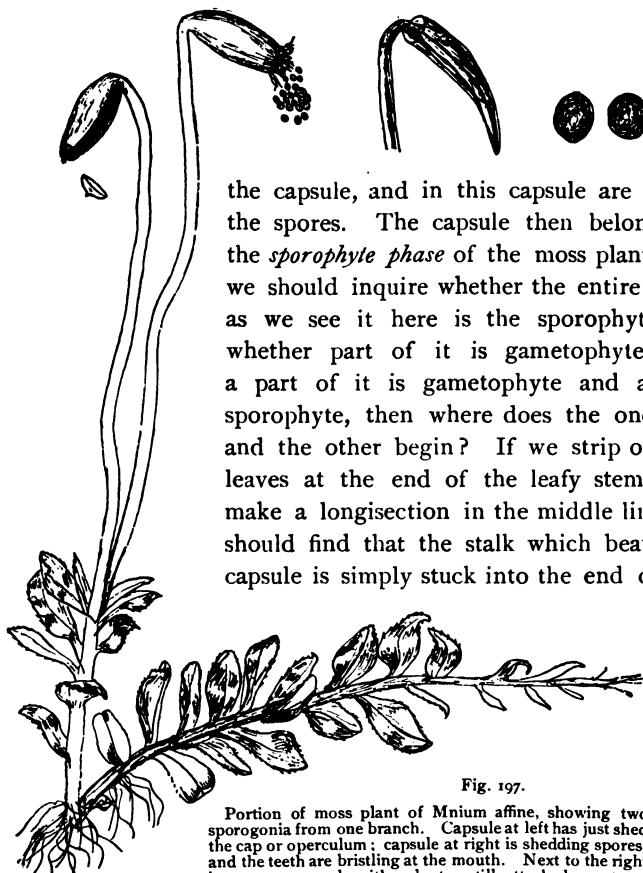 the capsule, and in this capsule are
the spores. The capsule then
the sporophyte phase of the moss
we should inquire whether the entire
as we see it here is the
whether part of it is gametophyte
a part of it is gametophyte and
sporophyte, then where does the
and the other begin? If we strip
leaves at the end of the leafy stem
make a longisection in the middle
should find that the stalk which
capsule is simply stuck into the end
Fig. 197.
Portion of moss plant of Mnium affine, showing two
sporogonia from one branch. Capsule at left has just shed
the cap or operculum; capsule at right is shedding spores
and the teeth are bristling at the mouth. Next to the right